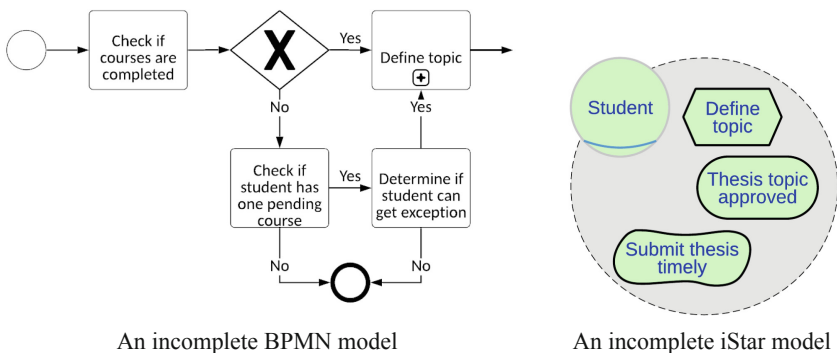 Check if
courses are
completed
X
Yes
Define topic
+
No
Yes
Check if
student has
one pending
course
Yes
Determine if
student can
get exception
No
No
An incomplete BPMN model
Student
Define
topic
Thesis topic
approved
Submit thesis
timely
An incomplete iStar model